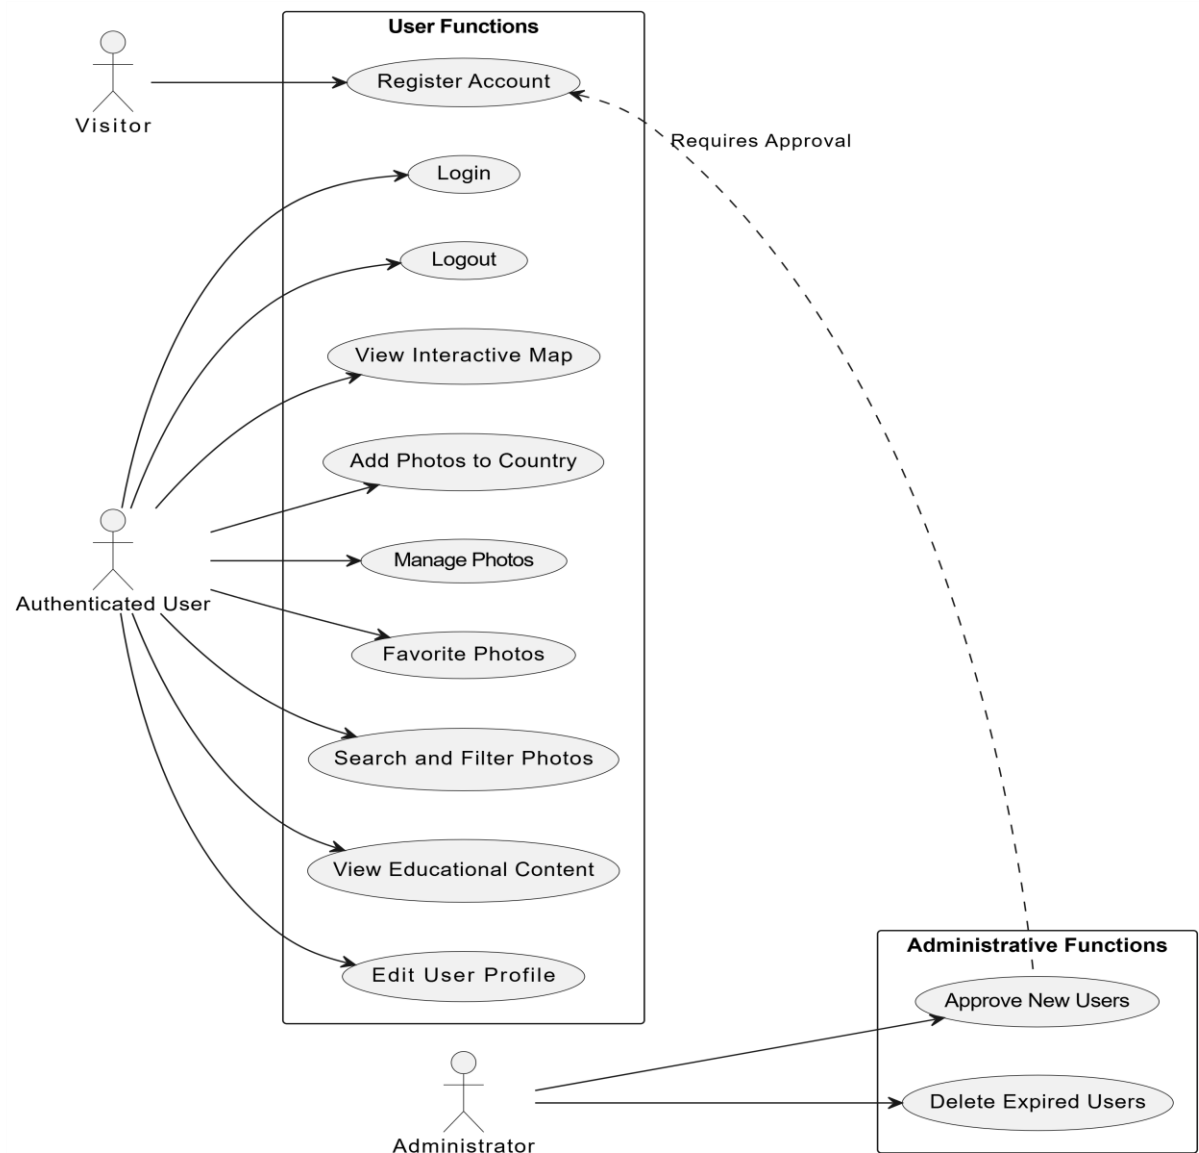 User Functions
Register Account
Visitor
Requires Approval
Login
Logout
View Interactive Map
Add Photos to Country
Manage Photos
Authenticated User
Favorite Photos
Search and Filter Photos
View Educational Content
Edit User Profile
Administrative Functions
Approve New Users
Delete Expired Users
Administrator